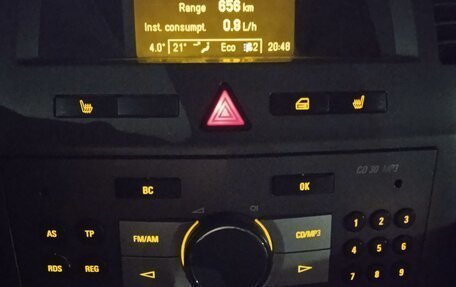 Range 656 km
Inst. consumpt. 0.8 L/h
4.0° 21° Eco 20:48
BC OK CD 30 MP3
AS TP FM/AM CD/MP3 1 2 3
4 5 6
RDS REG 7 8 9